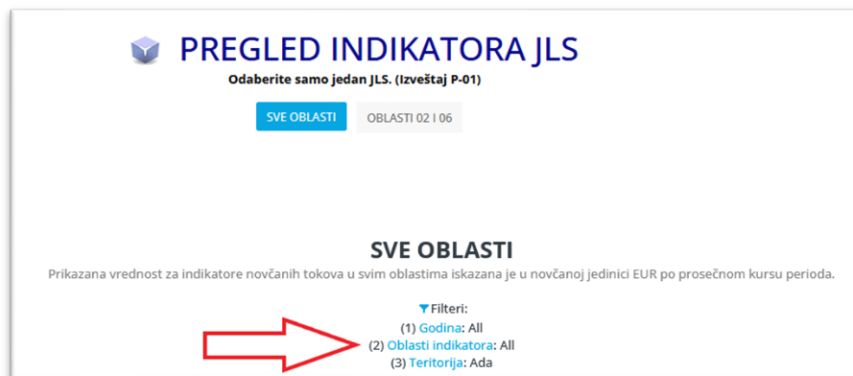 PREGLED INDIKATORA JLS
Odaberite samo jedan JLS. (Izveštaj P-01)
SVE OBLASTI OBLASTI 02 I 06
SVE OBLASTI
Prikazana vrednost za indikatore novčanih tokova u svim oblastima iskazana je u novčanoj jedinici EUR po prosečnom kursu perioda.
Filteri:
(1) Godina: All
(2) Oblasti indikatora: All
(3) Teritorija: Ada